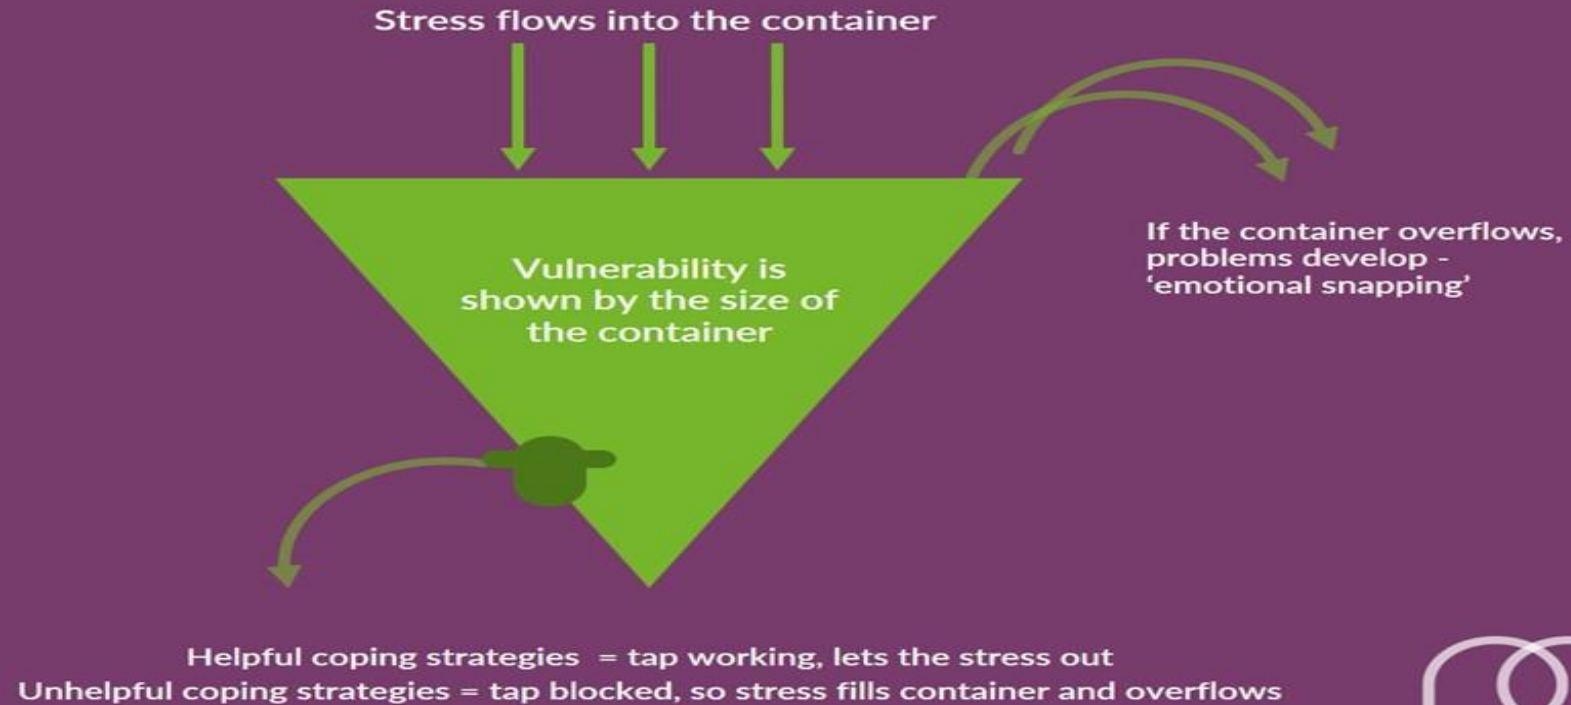 Stress flows into the container
Vulnerability is
shown by the size of
the container
If the container overflows,
problems develop -
‘emotional snapping’
Helpful coping strategies = tap working, lets the stress out
Unhelpful coping strategies = tap blocked, so stress fills container and overflows